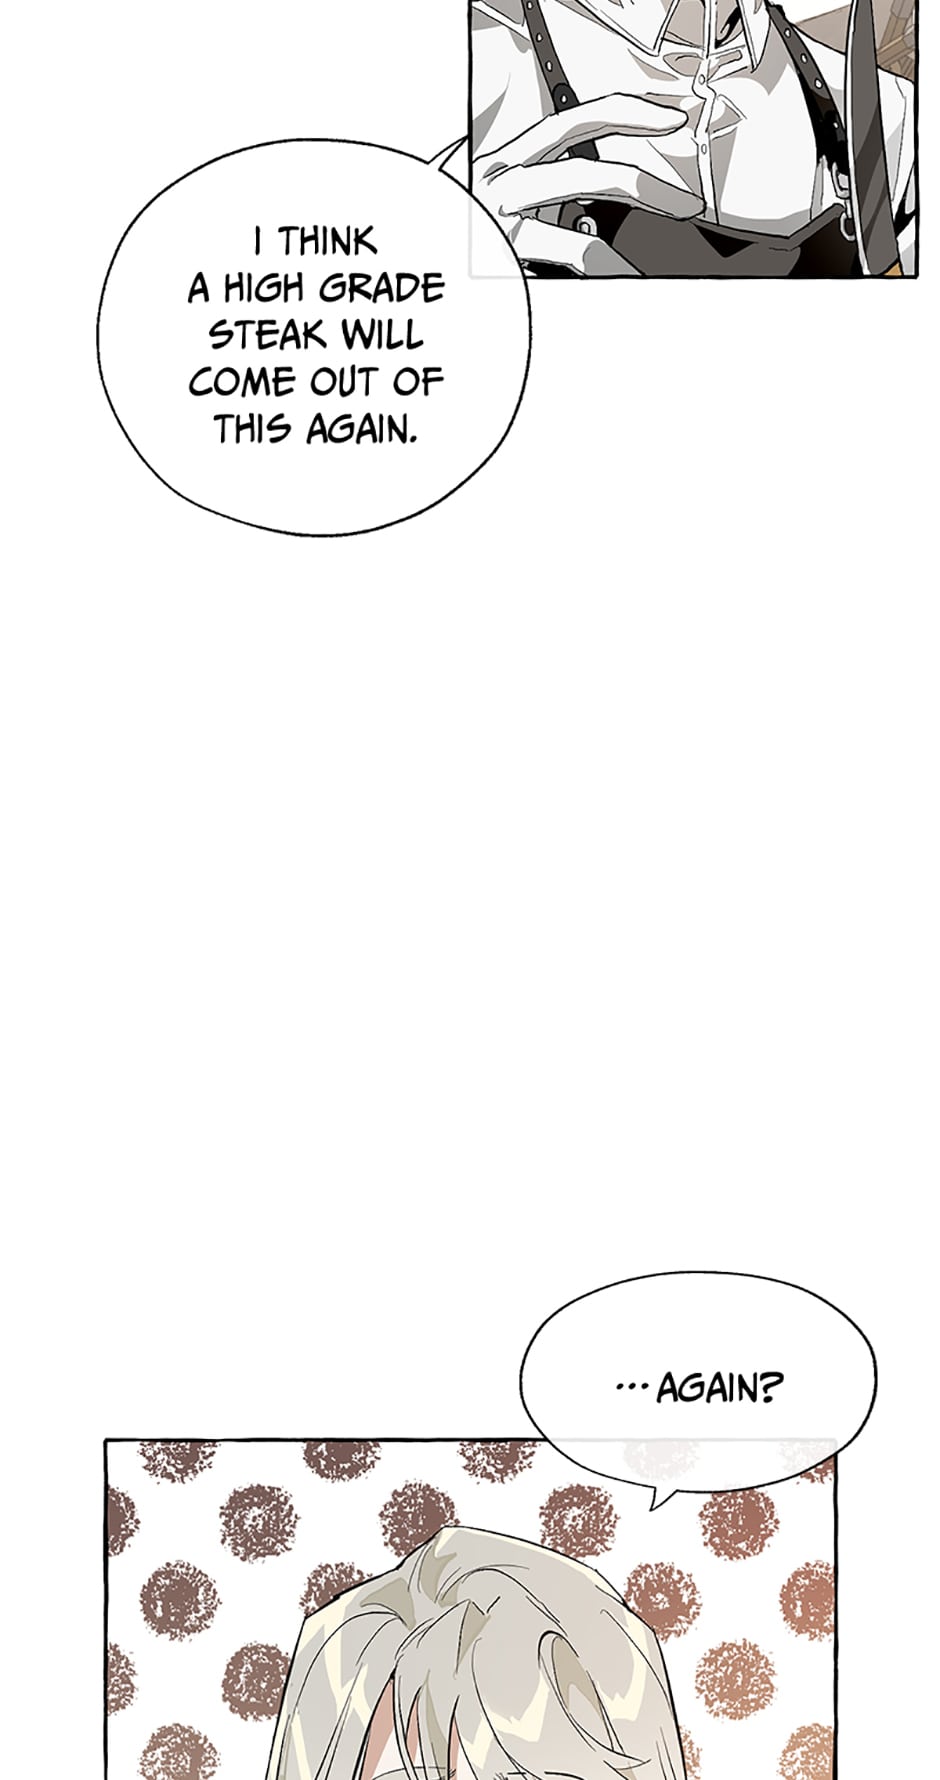 I THINK
A HIGH GRADE
STEAK WILL
COME OUT OF
THIS AGAIN.
...AGAIN?